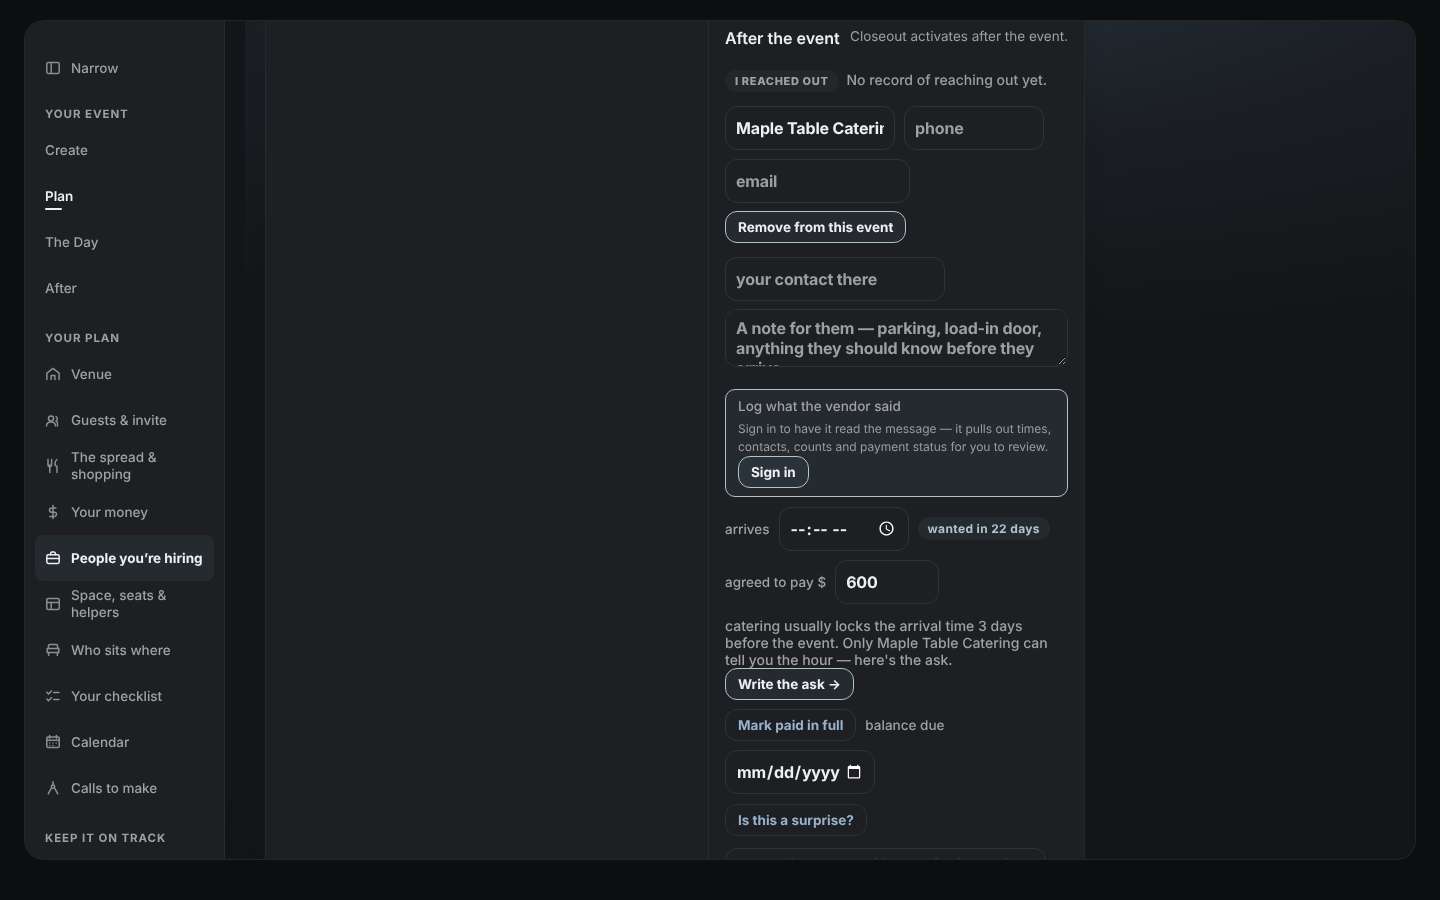 Narrow
YOUR EVENT
Create
Plan
The Day
After
YOUR PLAN
Venue
Guests & invite
The spread &
shopping
Your money
People you’re hiring
Space, seats &
helpers
Who sits where
Your checklist
Calendar
Calls to make
KEEP IT ON TRACK
After the event Closeout activates after the event.
I REACHED OUT No record of reaching out yet.
Maple Table Caterin phone
email
Remove from this event
your contact there
A note for them — parking, load-in door,
anything they should know before they
Log what the vendor said
Sign in to have it read the message — it pulls out times,
contacts, counts and payment status for you to review.
Sign in
arrives --:-- -- wanted in 22 days
agreed to pay $ 600
catering usually locks the arrival time 3 days
before the event. Only Maple Table Catering can
tell you the hour — here's the ask.
Write the ask →
Mark paid in full balance due
mm/dd/yyyy
Is this a surprise?